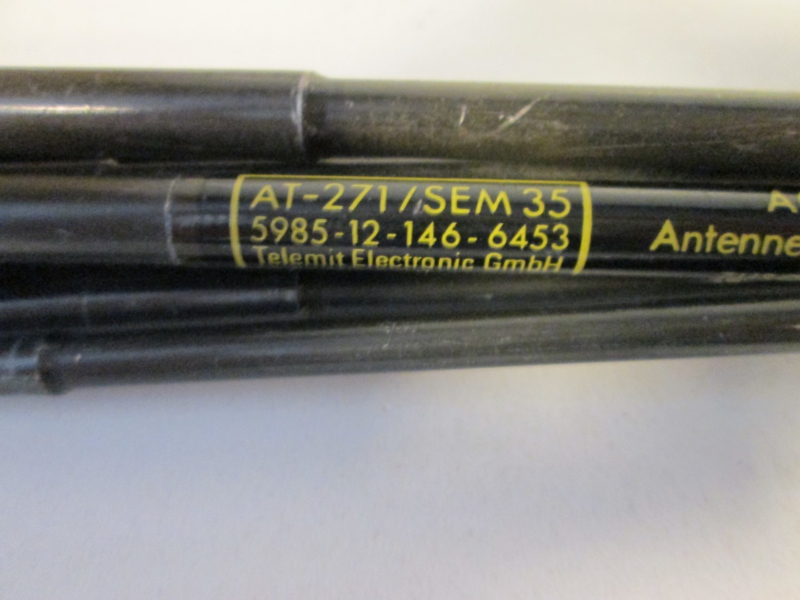 AT-271/SEM 35
5985-12-146-6453
Telemit Electronic GmbH
Antenne